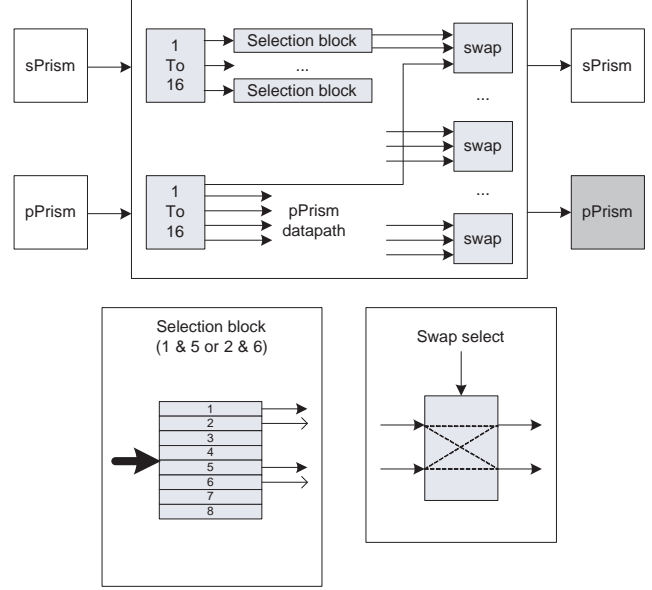 sPrism
1
To
16
Selection block
...
Selection block
swap
...
swap
...
swap
sPrism
pPrism
1
To
16
pPrism
datapath
pPrism
Selection block
(1 & 5 or 2 & 6)
1
2
3
4
5
6
7
8
Swap select